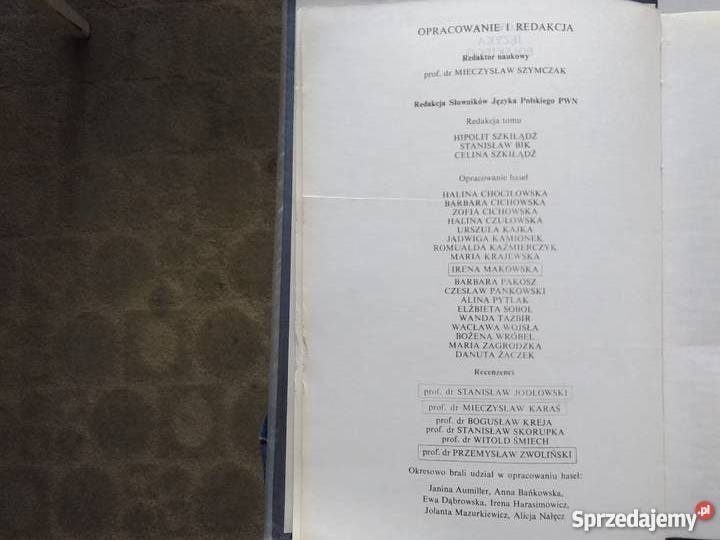 OPRACOWANIE I REDAKCJA
Redaktor naukowy
prof. dr MIECZYSŁAW SZYMCZAK
Redakcja Słowników Języka Polskiego PWN
Redakcja tomu
HIPOLIT SZKIŁĄDŹ
STANISŁAW BIK
CELINA SZKIŁĄDŹ
Opracowanie haseł
HALINA CHOCIŁOWSKA
BARBARA CICHOWSKA
ZOFIA CICHOWSKA
HALINA CZUŁOWSKA
URSZULA KAJKA
JADWIGA KAMIONEK
ROMUALDA KAŹMIERCZYK
MARIA KRAJEWSKA
IRENA MAKOWSKA
BARBARA PAKOSZ
CZESŁAW PANKOWSKI
ALINA PYTLAK
ELŻBIETA SOBOL
WANDA TAZBIR
WACŁAWA WOJSŁA
BOŻENA WRÓBEL
MARIA ZAGRODZKA
DANUTA ŻACZEK
Recenzenci
prof. dr STANISŁAW JODŁOWSKI
prof. dr MIECZYSŁAW KARAŚ
prof. dr BOGUSŁAW KREJA
prof. dr STANISŁAW SKORUPKA
prof. dr WITOLD ŚMIECH
prof. dr PRZEMYSŁAW ZWOLIŃSKI
Okresowo brali udział w opracowaniu haseł:
Janina Aumiller, Anna Bańkowska,
Ewa Dąbrowska, Irena Harasimowicz,
Jolanta Mazurkiewicz, Alicja Nałęcz
Sprzedajemy.pl